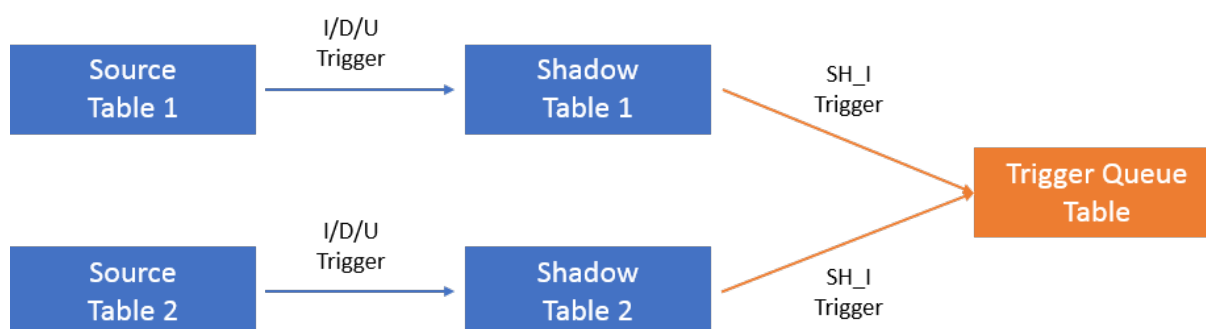 I/D/U
Trigger
Source
Table 1
Shadow
Table 1
SH_I
Trigger
Trigger Queue
Table
I/D/U
Trigger
Source
Table 2
Shadow
Table 2
SH_I
Trigger